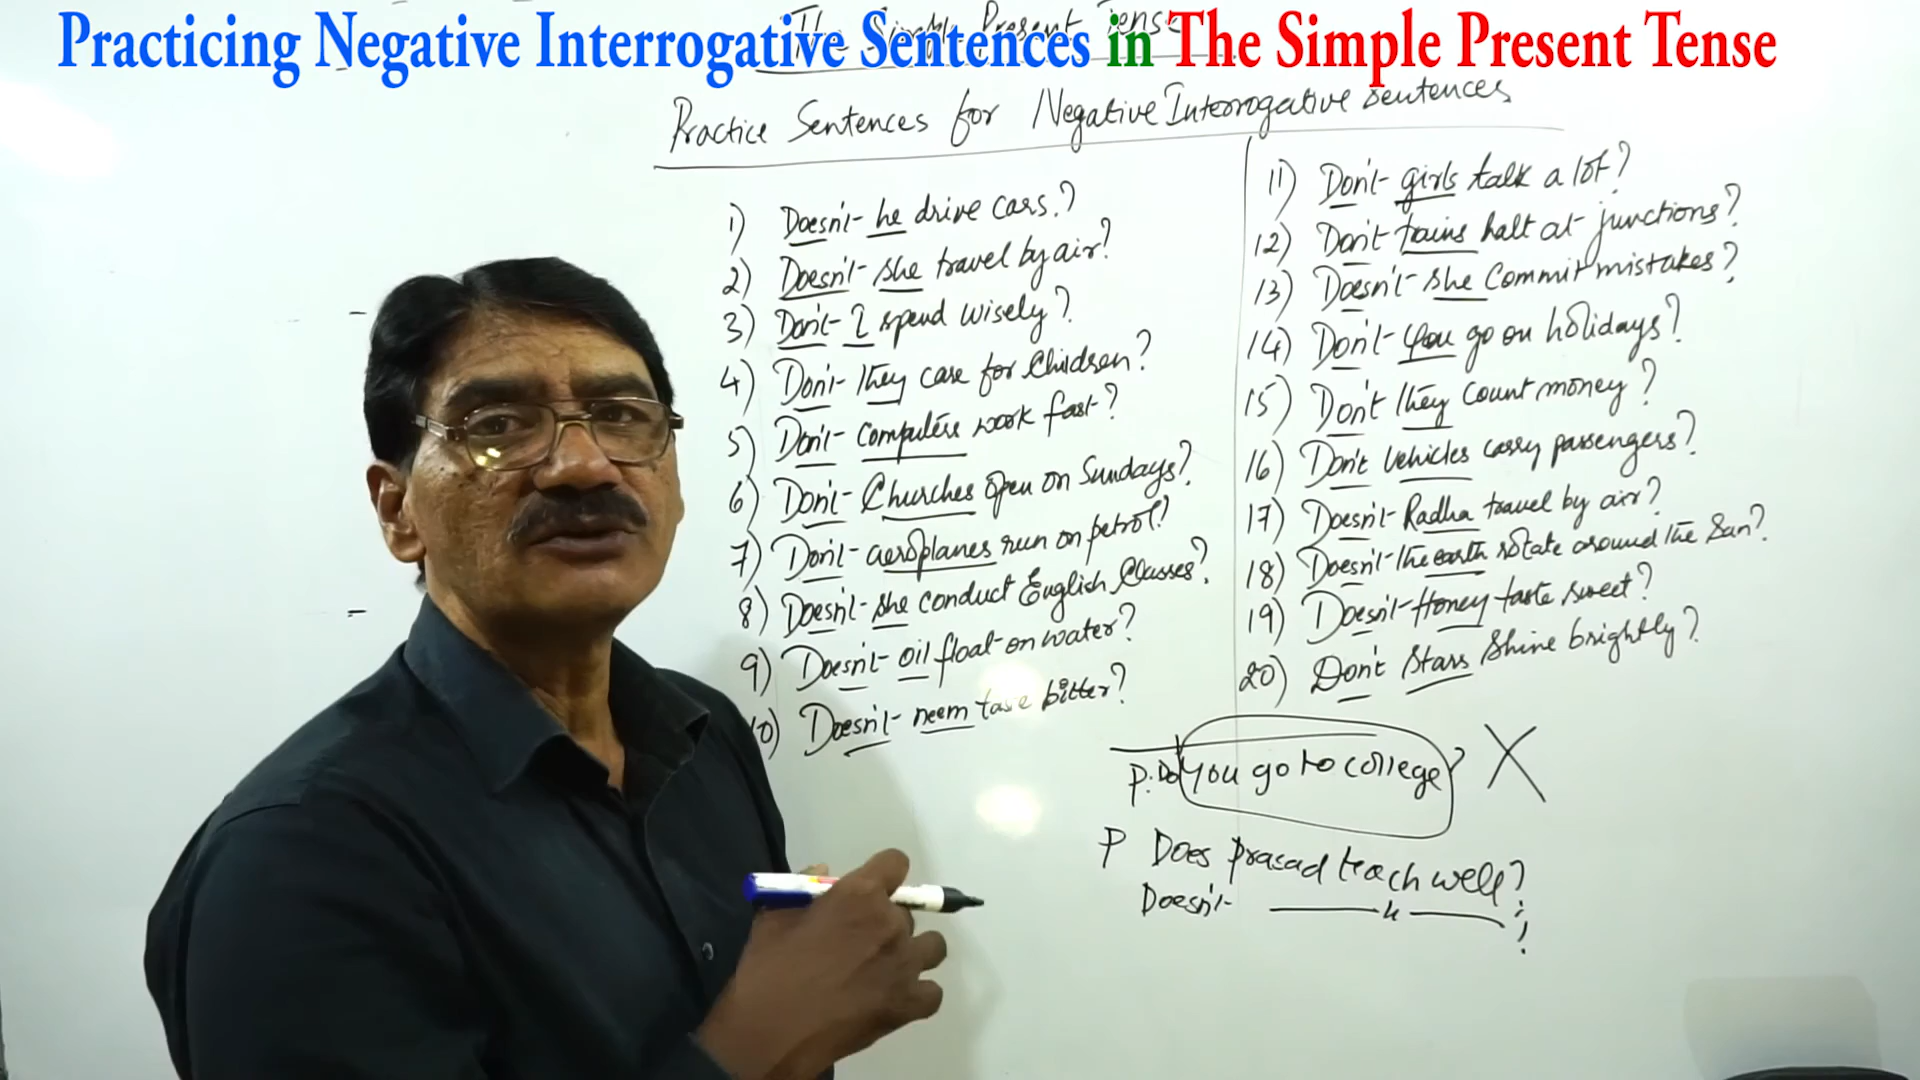 Practicing Negative Interrogative Sentences in The Simple Present Tense
The Simple Present Tense
Practice Sentences for Negative Interrogative Sentences
1) Doesn't he drive cars.?
2) Doesn't she travel by air?
3) Don't I spend wisely?
4) Don't they care for Children?
5) Don't computers work fast?
6) Don't Churches open on Sundays?
7) Don't aeroplanes run on petrol?
8) Doesn't she conduct English Classes?
9) Doesn't oil float on water?
10) Doesn't neem taste bitter?
11) Don't girls talk a lot?
12) Don't trains halt at junctions?
13) Doesn't she Commit mistakes?
14) Don't you go on holidays?
15) Don't they count money?
16) Don't vehicles carry passengers?
17) Doesn't Radha travel by air?
18) Doesn't the earth rotate around the Sun?
19) Doesn't Honey taste sweet?
20) Don't stars shine brightly?
P: Do You go to college? X
P Does prasad teach well?
Doesn't — " — ?